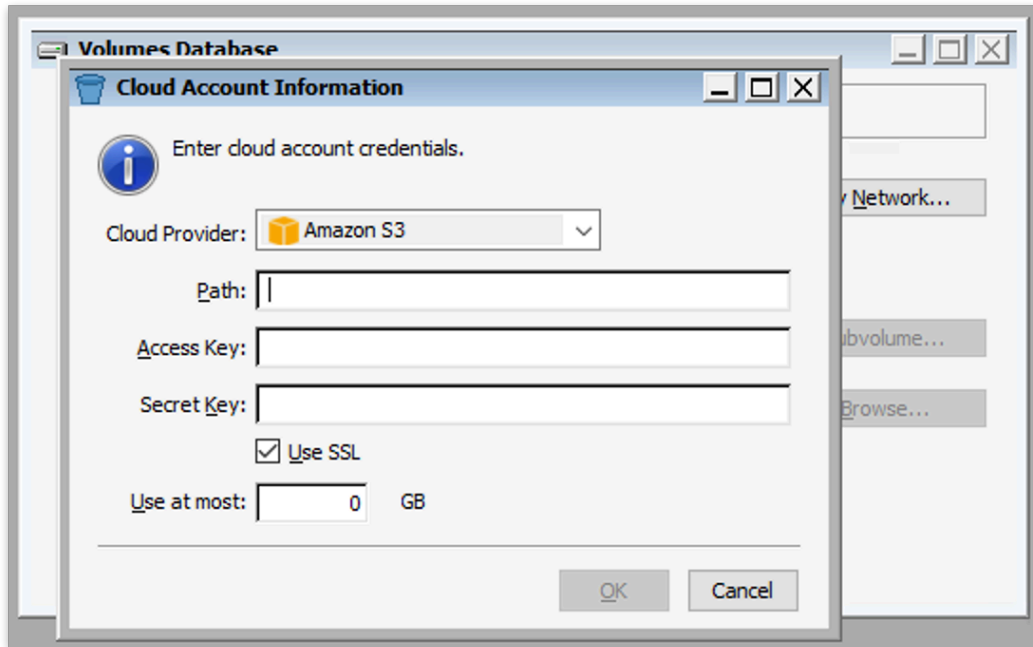 Volumes Database
Cloud Account Information
Enter cloud account credentials.
Cloud Provider: Amazon S3
Path:
Access Key:
Secret Key:
Use SSL
Use at most: 0 GB
OK Cancel
Network...
Browse...